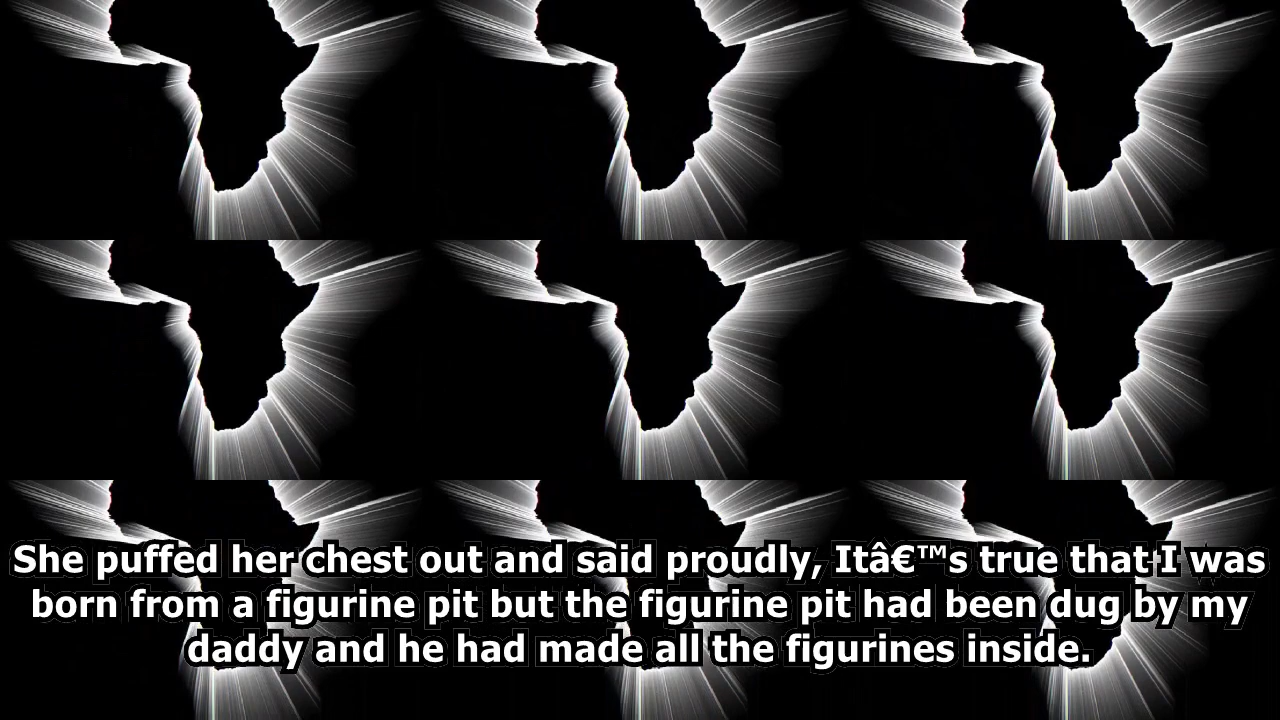 She puffed her chest out and said proudly, Itâ€™s true that I was
born from a figurine pit but the figurine pit had been dug by my
daddy and he had made all the figurines inside.